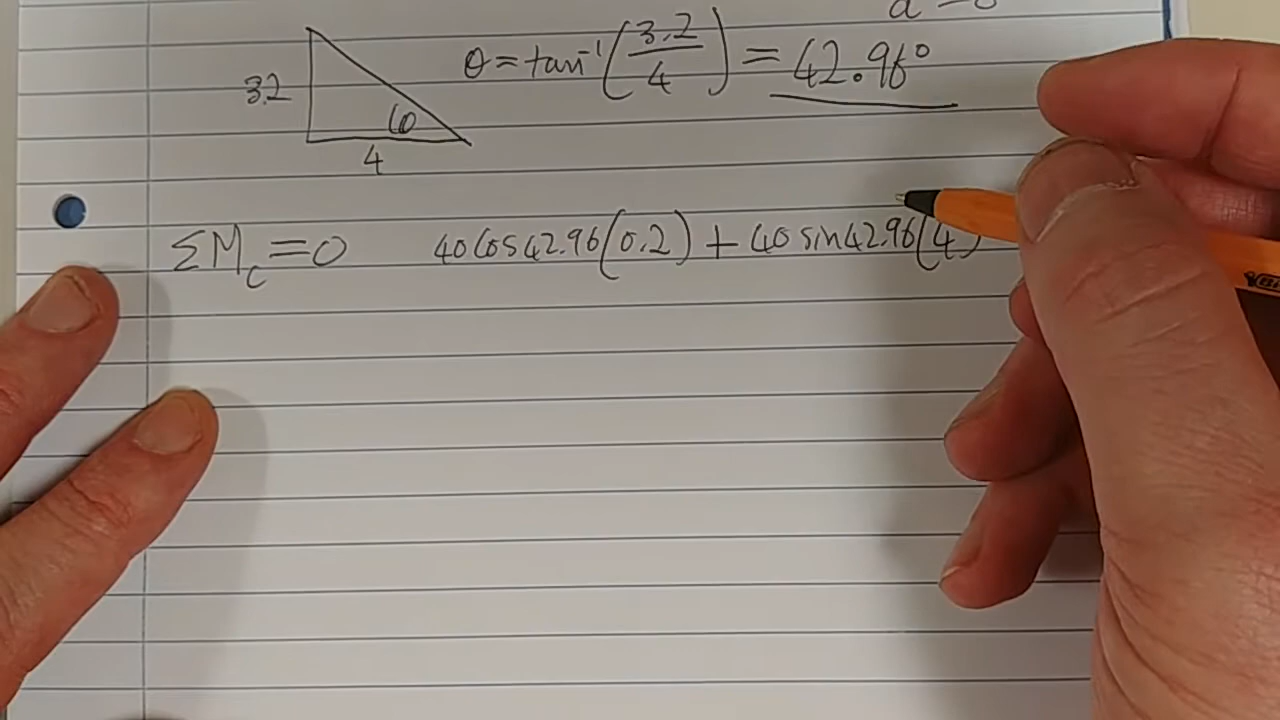 3.2 θ = tan⁻¹(3.2/4) = 42.96°
θ
4
ΣM_C = 0 40Cos42.96(0.2) + 40sin42.96(4)